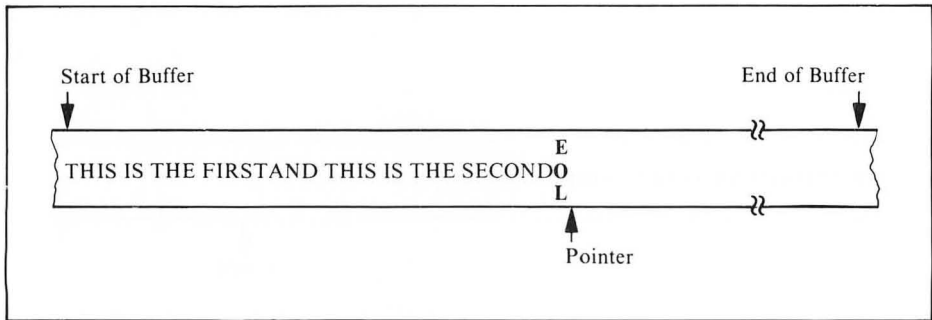 Start of Buffer
End of Buffer
THIS IS THE FIRSTAND THIS IS THE SECOND
E
O
L
Pointer